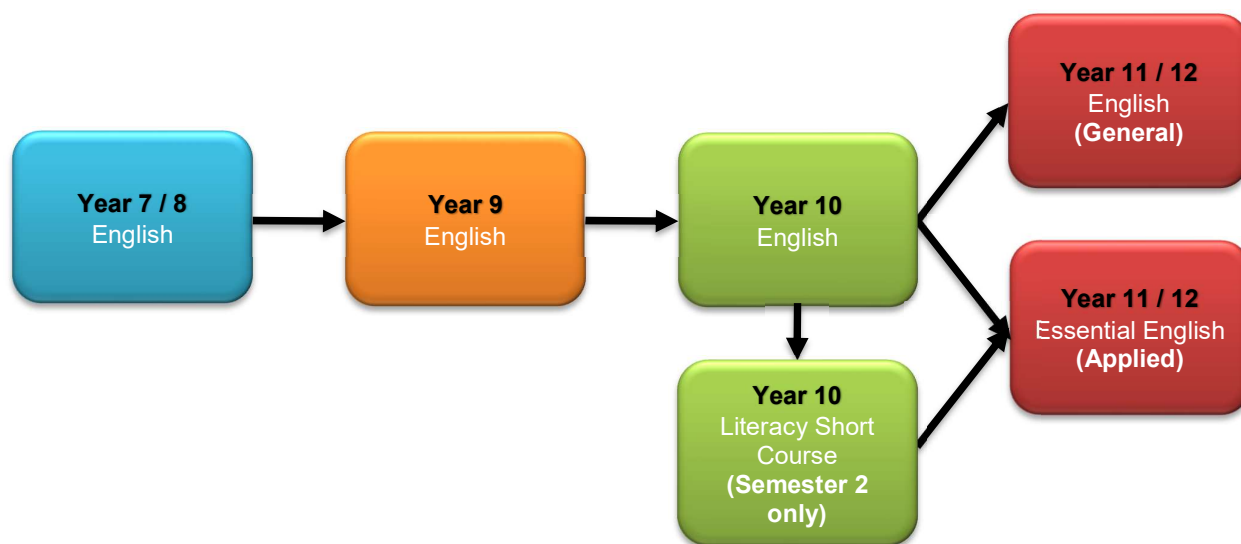 Year 7 / 8
English
Year 9
English
Year 10
English
Year 10
Literacy Short
Course
(Semester 2
only)
Year 11 / 12
English
(General)
Year 11 / 12
Essential English
(Applied)